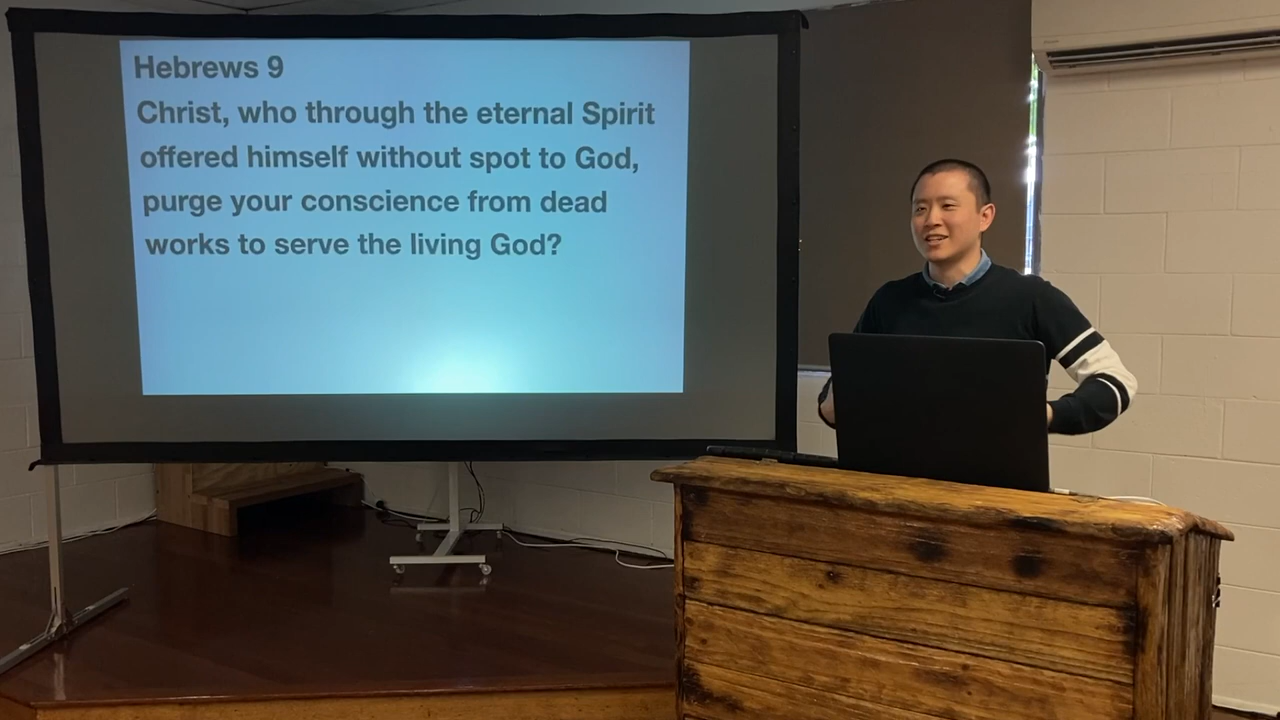 Hebrews 9
Christ, who through the eternal Spirit
offered himself without spot to God,
purge your conscience from dead
works to serve the living God?